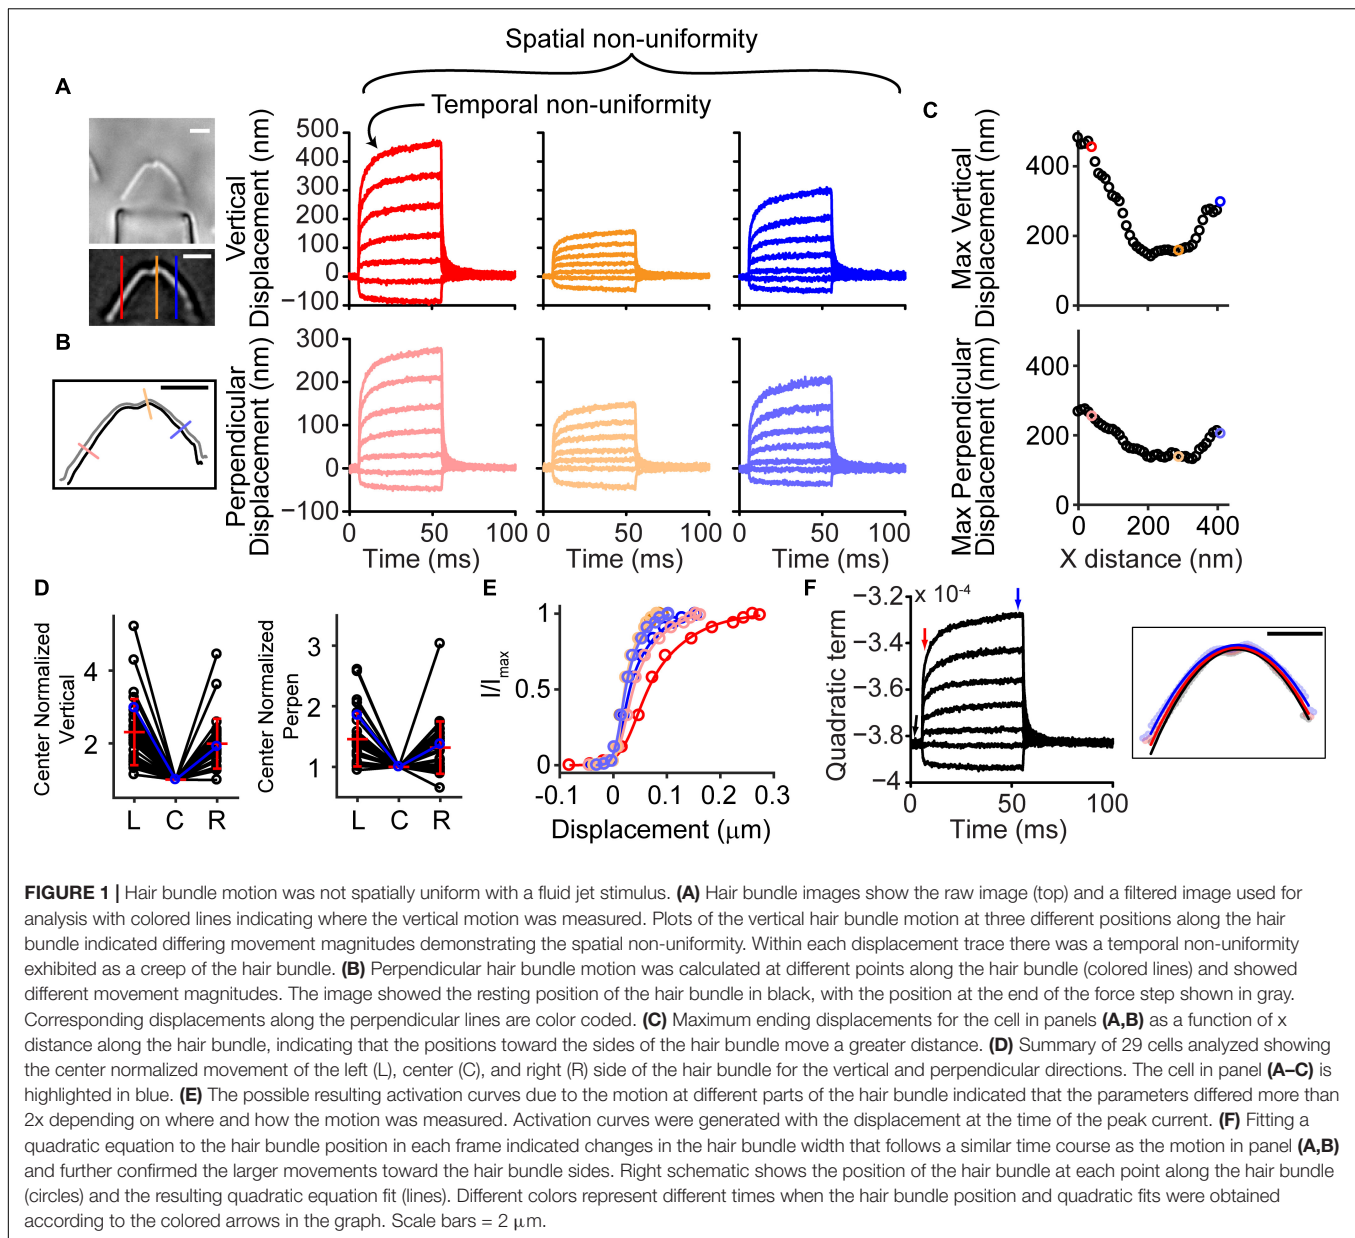 Spatial non-uniformity
A
Temporal non-uniformity
C
Vertical
Displacement (nm)
500
400
300
200
100
0
−100
0 50 100
0 50 100
0 50 100
Max Vertical
Displacement (nm)
400
200
0
B
Perpendicular
Displacement (nm)
300
200
100
0
−100
0 50 100
Time (ms)
0 50 100
Time (ms)
0 50 100
Time (ms)
Max Perpendicular
Displacement (nm)
400
200
0
0 200 400
X distance (nm)
D
Center Normalized
Vertical
4
2
L C R
Center Normalized
Perpen
3
2
1
L C R
E
I/Imax
1
0.5
0
-0.1 0 0.1 0.2 0.3
Displacement (μm)
F
Quadratic term
−3.2 x 10-4
−3.4
−3.6
−3.8
−4
0 50 100
Time (ms)
FIGURE 1 | Hair bundle motion was not spatially uniform with a fluid jet stimulus. (A) Hair bundle images show the raw image (top) and a filtered image used for
analysis with colored lines indicating where the vertical motion was measured. Plots of the vertical hair bundle motion at three different positions along the hair
bundle indicated differing movement magnitudes demonstrating the spatial non-uniformity. Within each displacement trace there was a temporal non-uniformity
exhibited as a creep of the hair bundle. (B) Perpendicular hair bundle motion was calculated at different points along the hair bundle (colored lines) and showed
different movement magnitudes. The image showed the resting position of the hair bundle in black, with the position at the end of the force step shown in gray.
Corresponding displacements along the perpendicular lines are color coded. (C) Maximum ending displacements for the cell in panels (A,B) as a function of x
distance along the hair bundle, indicating that the positions toward the sides of the hair bundle move a greater distance. (D) Summary of 29 cells analyzed showing
the center normalized movement of the left (L), center (C), and right (R) side of the hair bundle for the vertical and perpendicular directions. The cell in panel (A–C) is
highlighted in blue. (E) The possible resulting activation curves due to the motion at different parts of the hair bundle indicated that the parameters differed more than
2x depending on where and how the motion was measured. Activation curves were generated with the displacement at the time of the peak current. (F) Fitting a
quadratic equation to the hair bundle position in each frame indicated changes in the hair bundle width that follows a similar time course as the motion in panel (A,B)
and further confirmed the larger movements toward the hair bundle sides. Right schematic shows the position of the hair bundle at each point along the hair bundle
(circles) and the resulting quadratic equation fit (lines). Different colors represent different times when the hair bundle position and quadratic fits were obtained
according to the colored arrows in the graph. Scale bars = 2 μm.